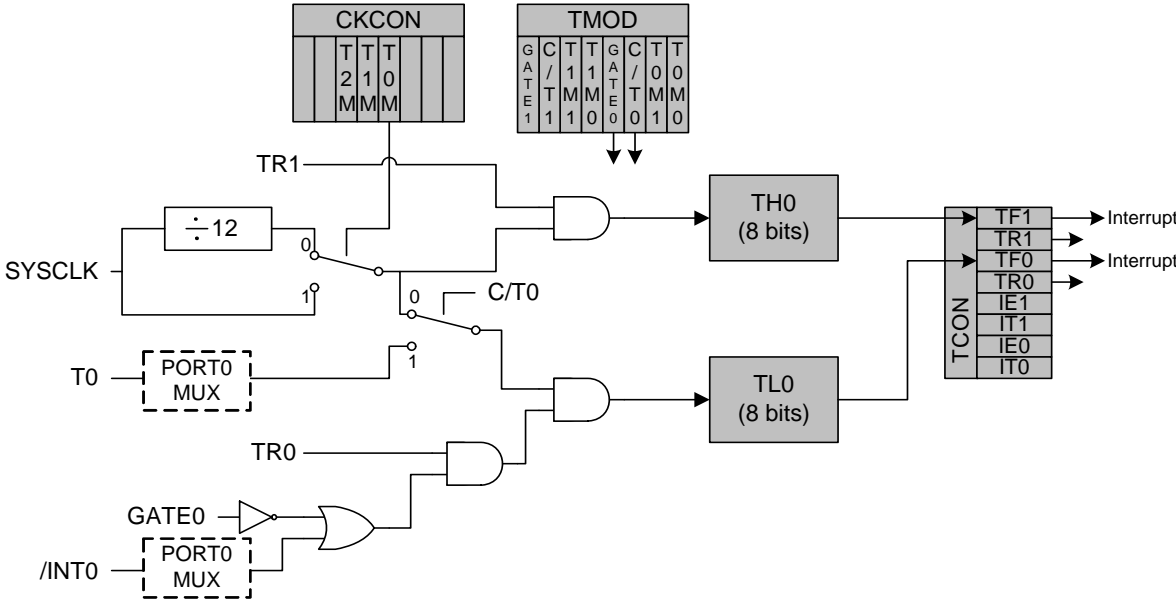 CKCON
T2M
T1M
T0M
TMOD
GATE1
C/T1
T1M1
T1M0
GATE0
C/T0
T0M1
T0M0
TR1
÷12
0
SYSCLK
1
0
C/T0
1
T0
PORT0
MUX
TR0
GATE0
/INT0
PORT0
MUX
TH0
(8 bits)
TL0
(8 bits)
TCON
TF1
TR1
TF0
TR0
IE1
IT1
IE0
IT0
Interrupt
Interrupt